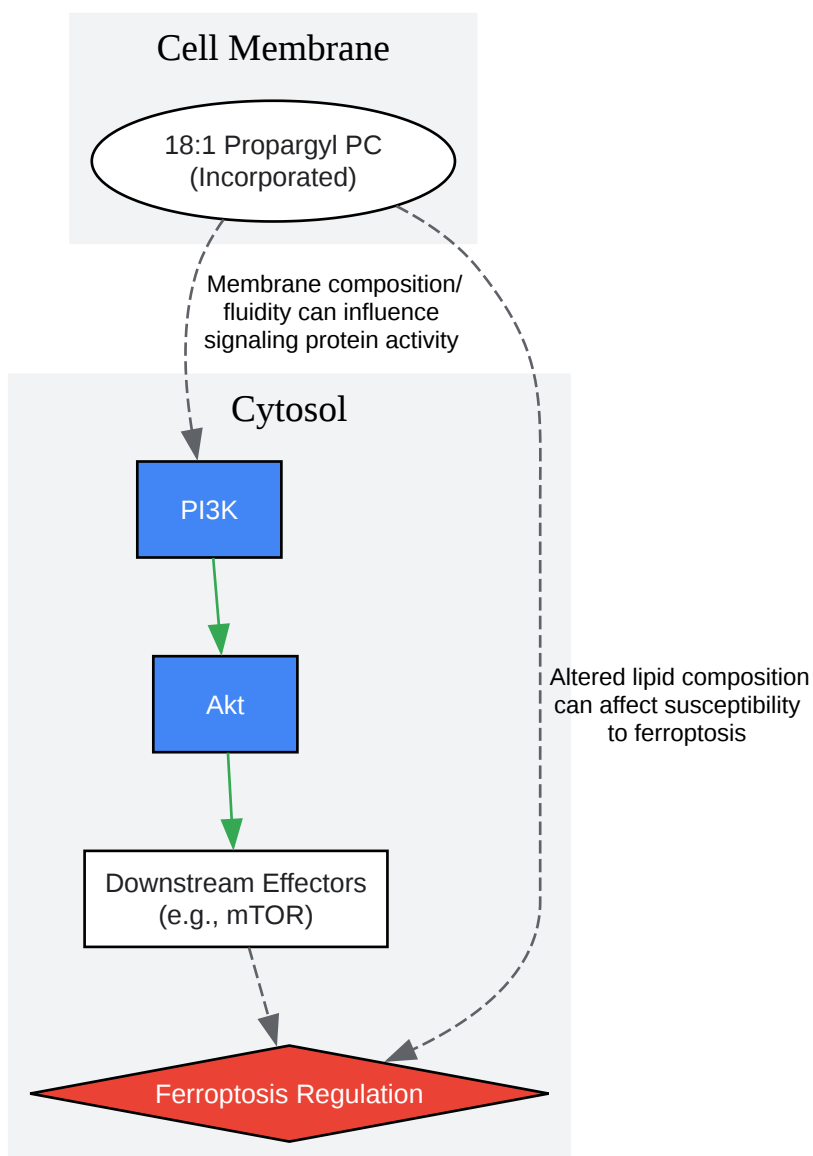 Cell Membrane
18:1 Propargyl PC
(Incorporated)
Membrane composition/
fluidity can influence
signaling protein activity
Cytosol
PI3K
Akt
Altered lipid composition
can affect susceptibility
to ferroptosis
Downstream Effectors
(e.g., mTOR)
Ferroptosis Regulation